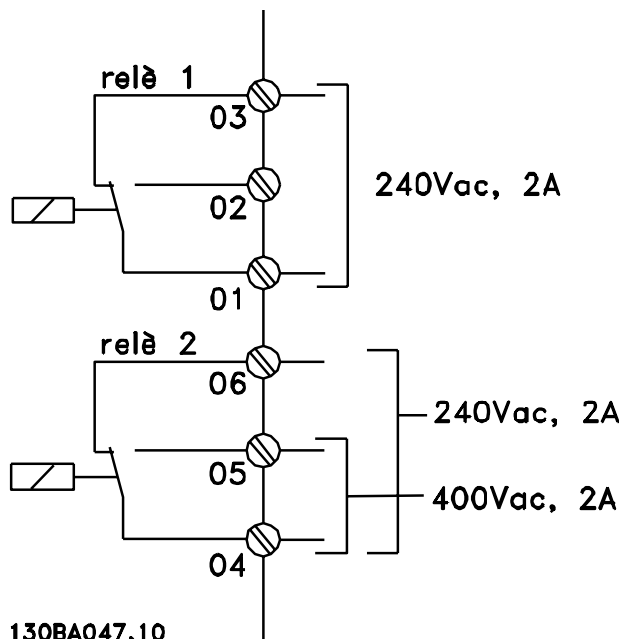 relè 1
03
02
240Vac, 2A
01
relè 2
06
240Vac, 2A
05
400Vac, 2A
04
130BA047.10